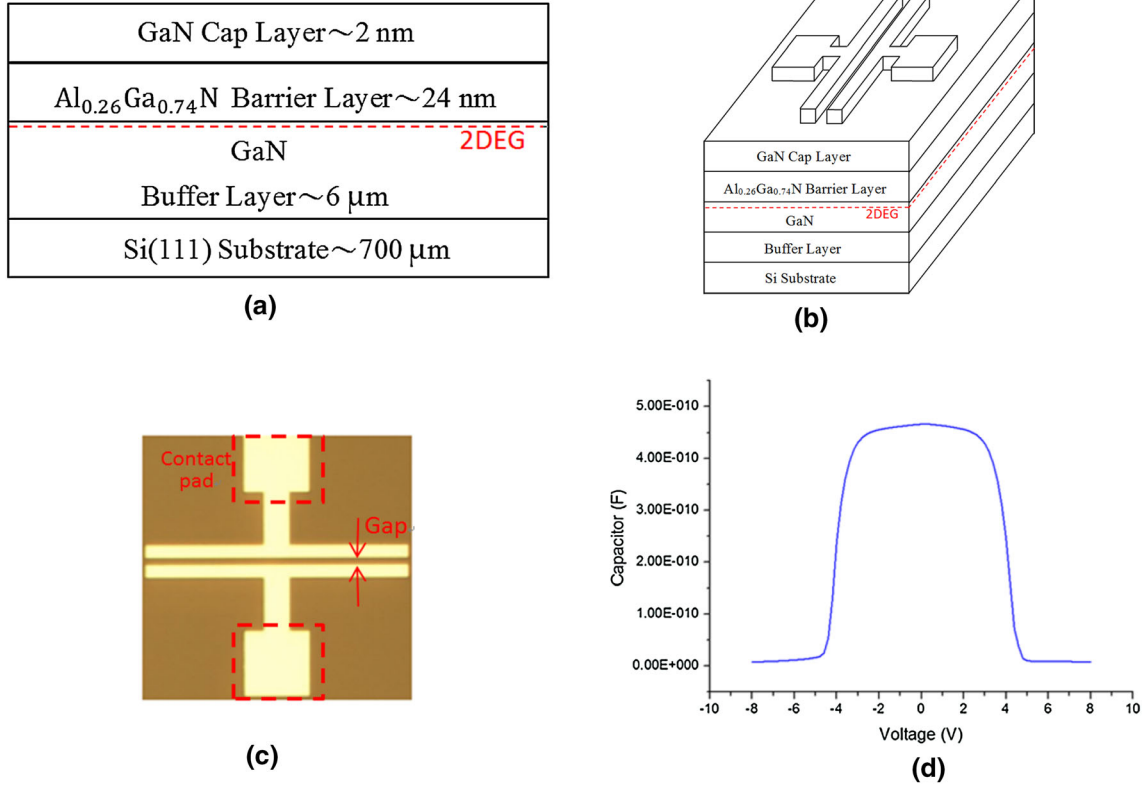 GaN Cap Layer~2 nm
Al0.26Ga0.74N Barrier Layer~24 nm
2DEG
GaN
Buffer Layer~6 μm
Si(111) Substrate~700 μm
(a)
GaN Cap Layer
Al0.26Ga0.74N Barrier Layer
2DEG
GaN
Buffer Layer
Si Substrate
(b)
Contact
pad
Gap
(c)
5.00E-010
4.00E-010
3.00E-010
2.00E-010
1.00E-010
0.00E+000
Capacitor (F)
-10 -8 -6 -4 -2 0 2 4 6 8 10
Voltage (V)
(d)